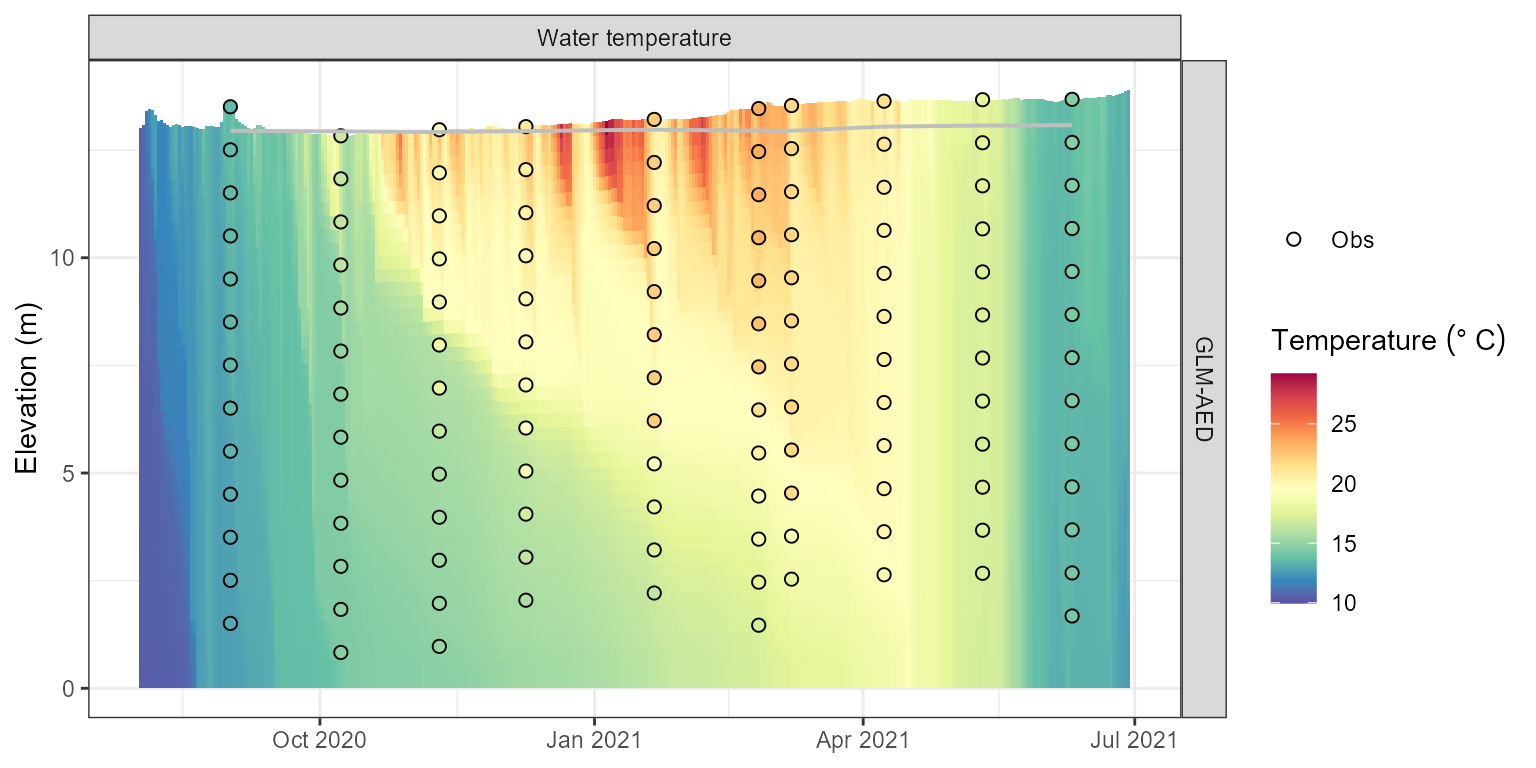 Water temperature
GLM-AED
Elevation (m)
10
5
0
Oct 2020
Jan 2021
Apr 2021
Jul 2021
Obs
Temperature (° C)
25
20
15
10